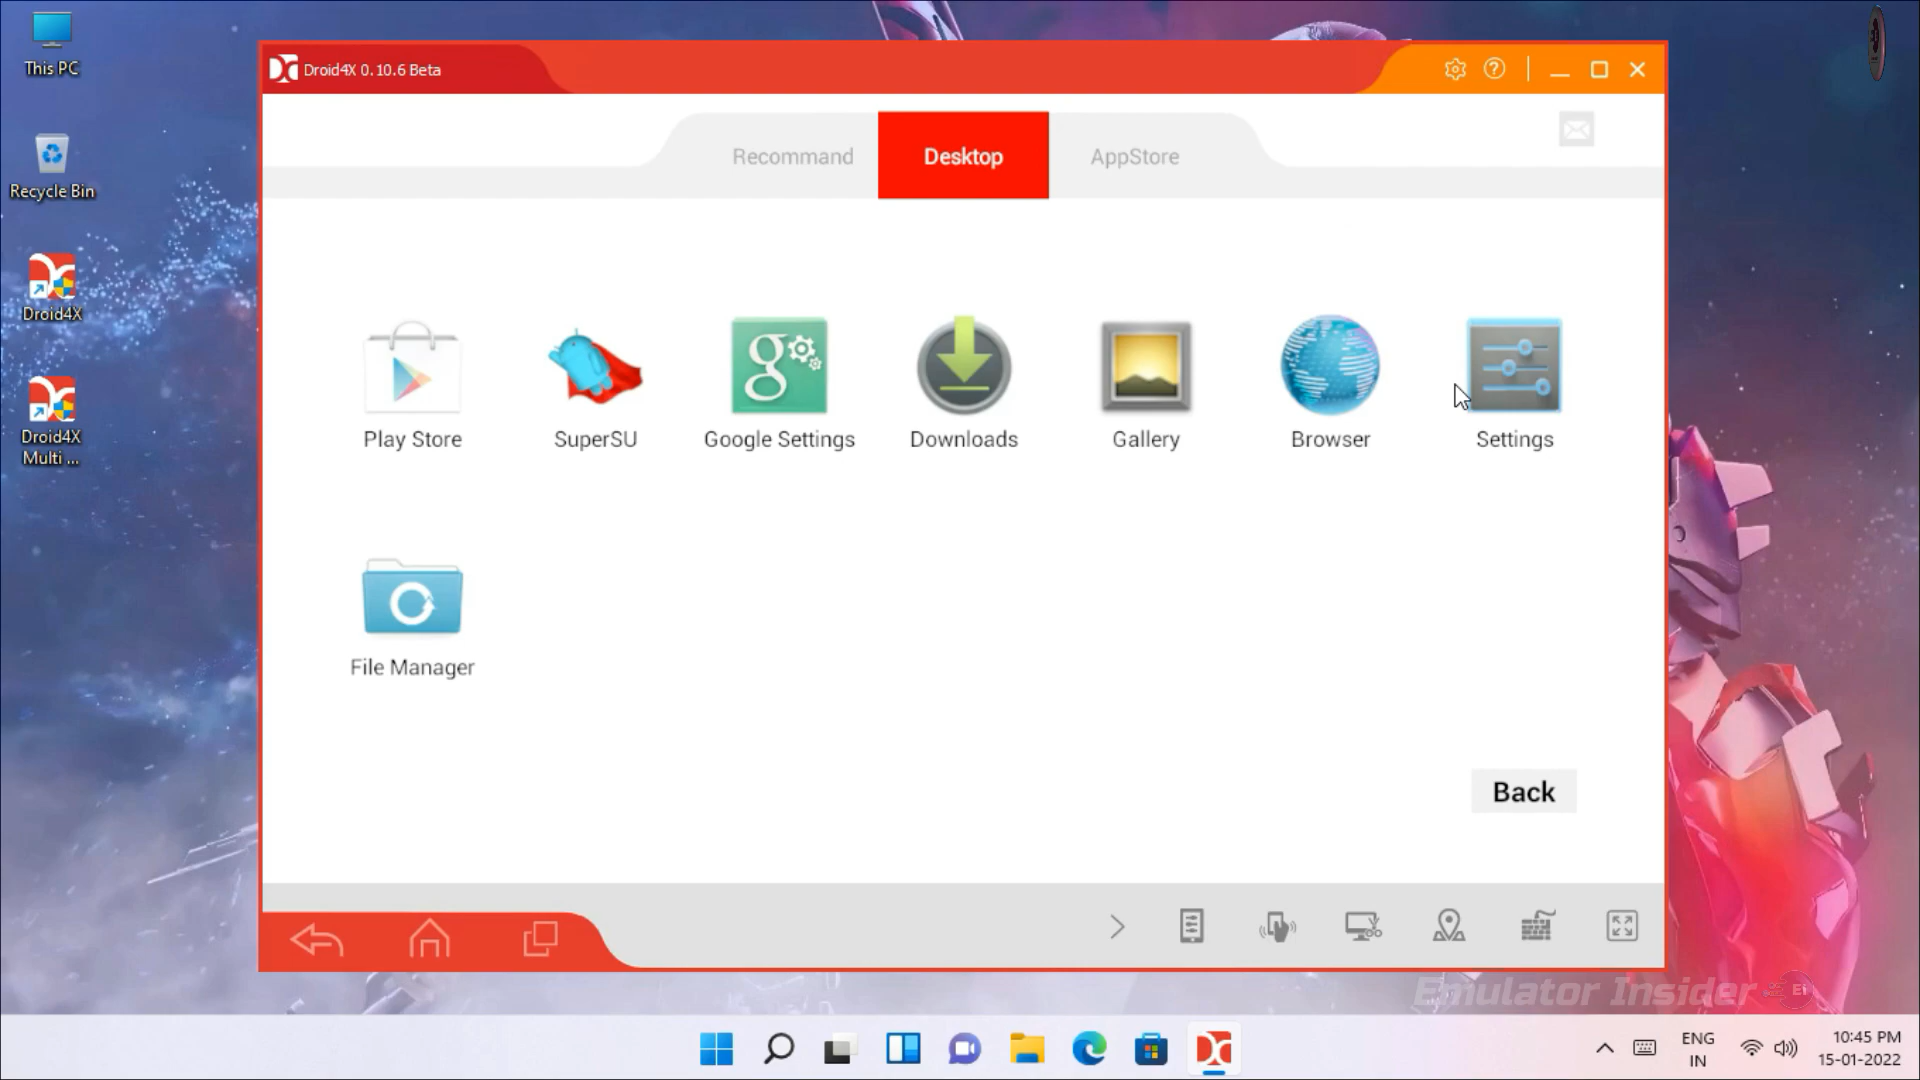 This PC
Recycle Bin
Droid4X
Droid4X
Multi ...
Droid4X 0.10.6 Beta
Recommand
Desktop
AppStore
Play Store
SuperSU
Google Settings
Downloads
Gallery
Browser
Settings
File Manager
Back
Emulator Insider Ei
ENG
IN
10:45 PM
15-01-2022